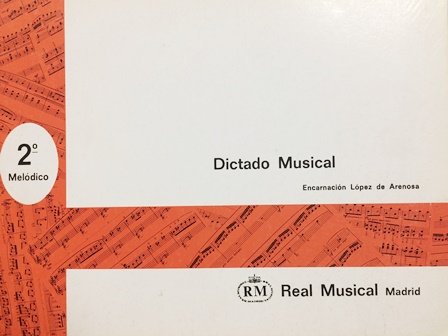 2º
Melódico
Dictado Musical
Encarnación López de Arenosa
RM
Real Musical Madrid